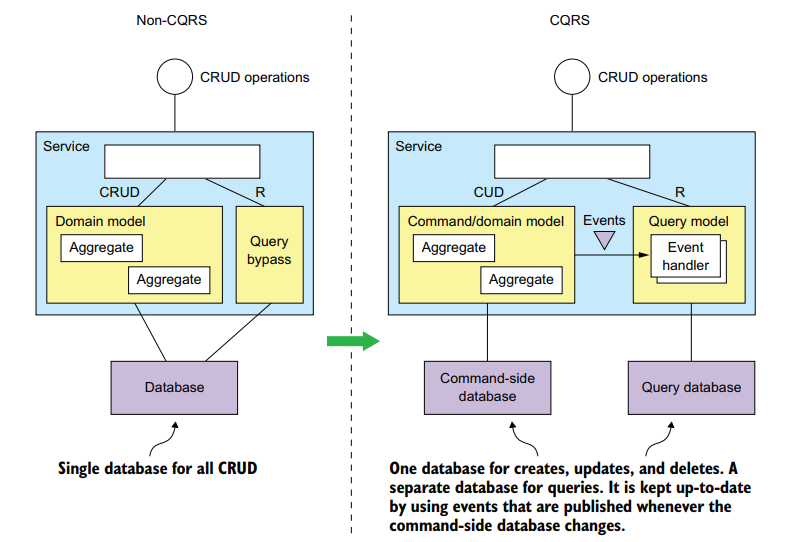 Non-CQRS
CRUD operations
Service
CRUD
R
Domain model
Aggregate
Aggregate
Query
bypass
Database
Single database for all CRUD
CQRS
CRUD operations
Service
CUD
R
Command/domain model
Aggregate
Aggregate
Events
Query model
Event
handler
Command-side
database
Query database
One database for creates, updates, and deletes. A
separate database for queries. It is kept up-to-date
by using events that are published whenever the
command-side database changes.